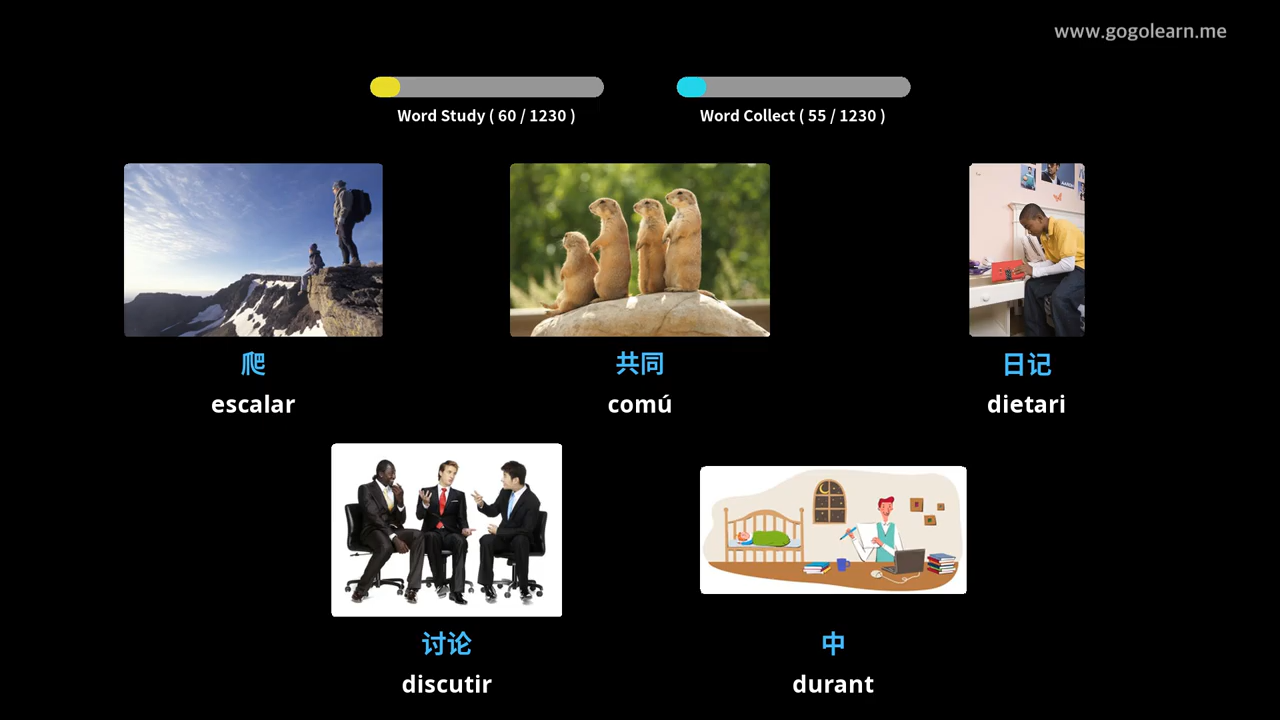 www.gogolearn.me
Word Study ( 60 / 1230 )
Word Collect ( 55 / 1230 )
爬
escalar
共同
comú
日记
dietari
讨论
discutir
中
durant